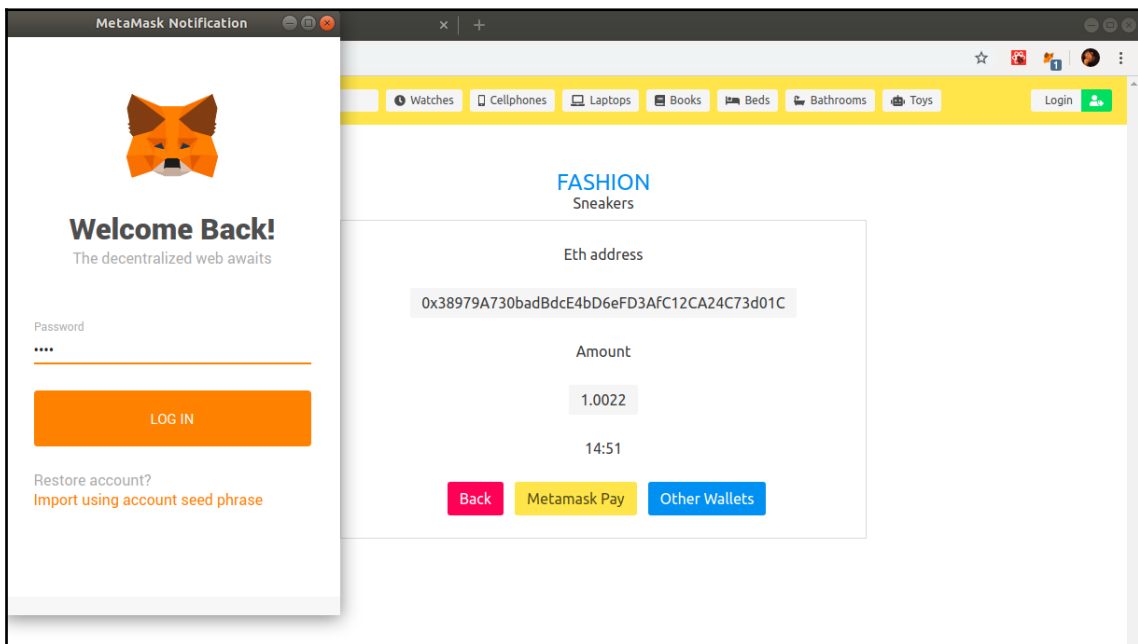 MetaMask Notification
1
Watches
Cellphones
Laptops
Books
Beds
Bathrooms
Toys
Login
Welcome Back!
The decentralized web awaits
Password
••••
LOG IN
Restore account?
Import using account seed phrase
FASHION
Sneakers
Eth address
0x38979A730badBdcE4bD6eFD3AfC12CA24C73d01C
Amount
1.0022
14:51
Back
Metamask Pay
Other Wallets